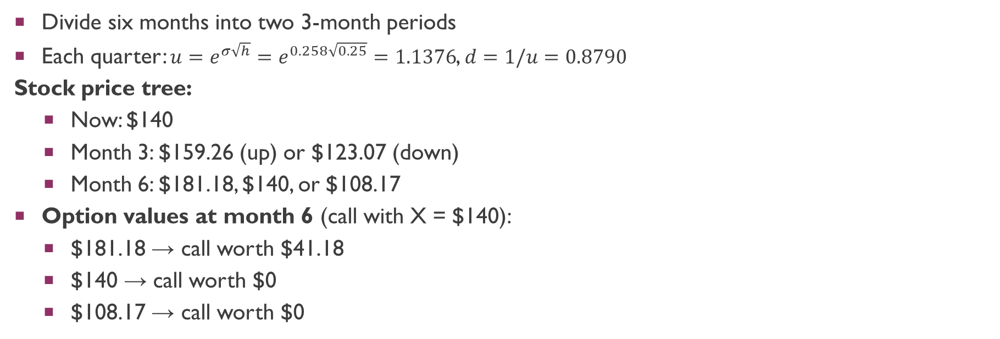 ▪ Divide six months into two 3-month periods
▪ Each quarter: u = e^{σ√h} = e^{0.258√0.25} = 1.1376, d = 1/u = 0.8790
Stock price tree:
▪ Now: $140
▪ Month 3: $159.26 (up) or $123.07 (down)
▪ Month 6: $181.18, $140, or $108.17
▪ Option values at month 6 (call with X = $140):
▪ $181.18 → call worth $41.18
▪ $140 → call worth $0
▪ $108.17 → call worth $0